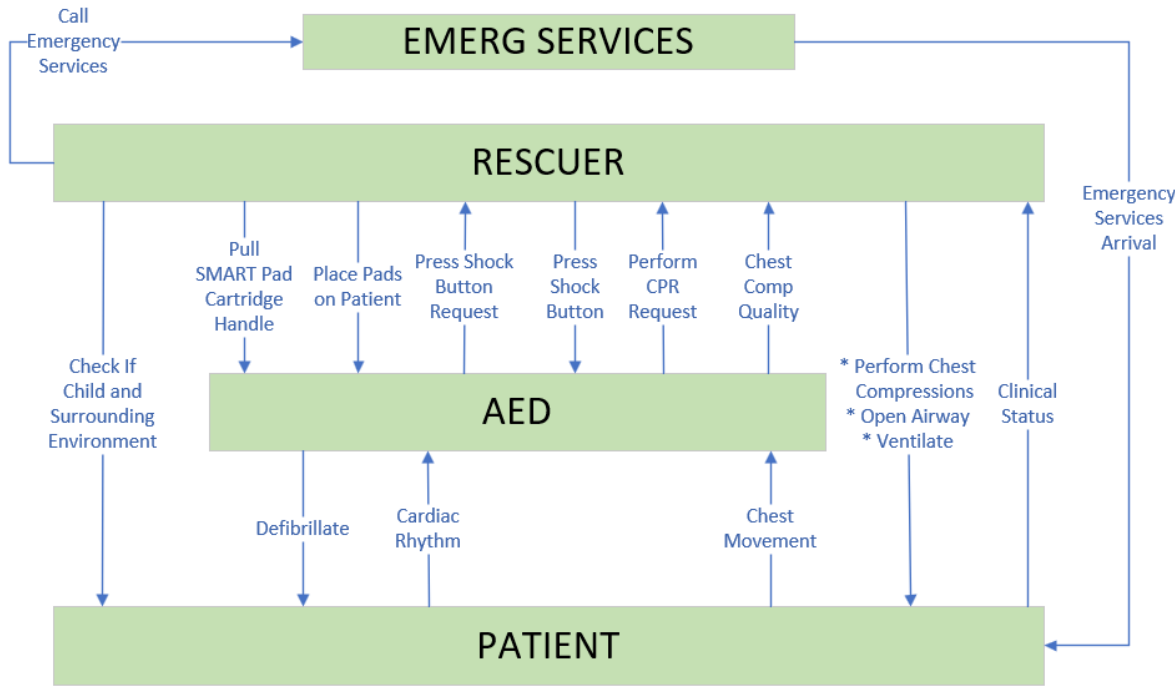 Call
Emergency
Services
EMERG SERVICES
RESCUER
Emergency
Services
Arrival
Pull
SMART Pad
Cartridge
Handle
Place Pads
on Patient
Press Shock
Button
Request
Press
Shock
Button
Perform
CPR
Request
Chest
Comp
Quality
Check If
Child and
Surrounding
Environment
* Perform Chest
Compressions
* Open Airway
* Ventilate
Clinical
Status
AED
Defibrillate
Cardiac
Rhythm
Chest
Movement
PATIENT